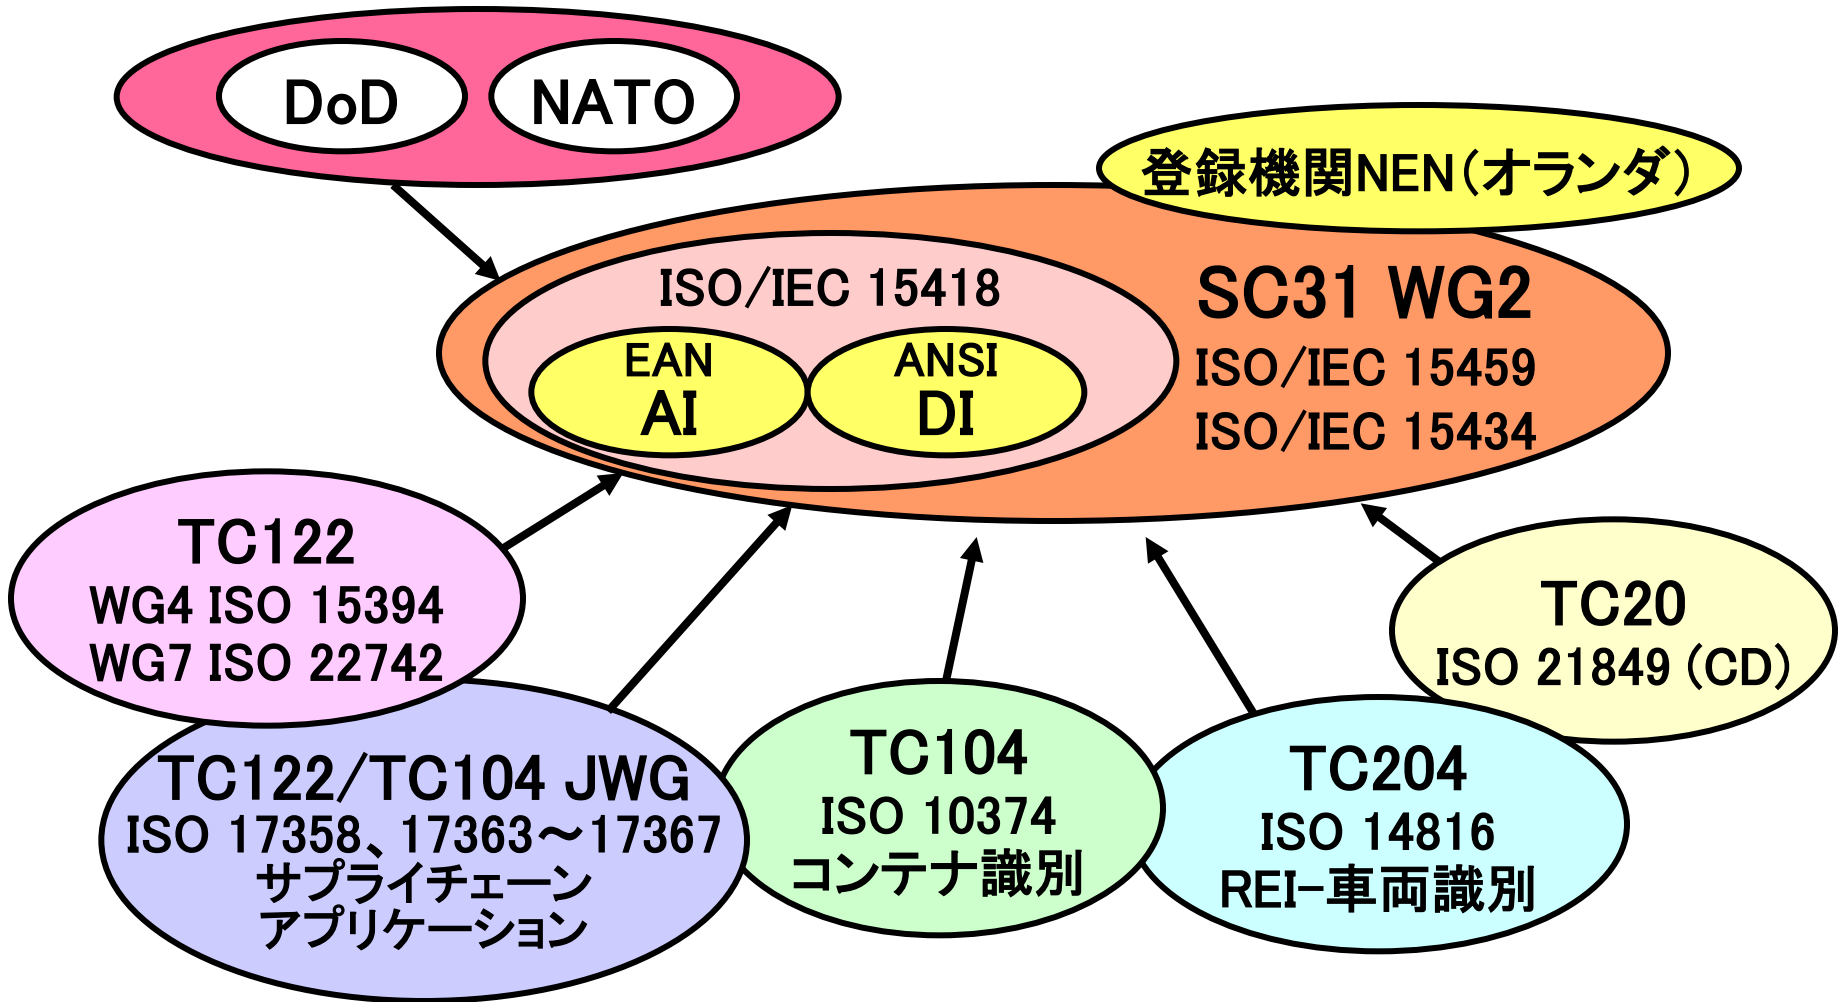 DoD
NATO
登録機関NEN（オランダ）
ISO/IEC 15418
EAN
AI
ANSI
DI
SC31 WG2
ISO/IEC 15459
ISO/IEC 15434
TC122
WG4 ISO 15394
WG7 ISO 22742
TC20
ISO 21849（CD）
TC122/TC104 JWG
ISO 17358、17363～17367
サプライチェーン
アプリケーション
TC104
ISO 10374
コンテナ識別
TC204
ISO 14816
REI-車両識別